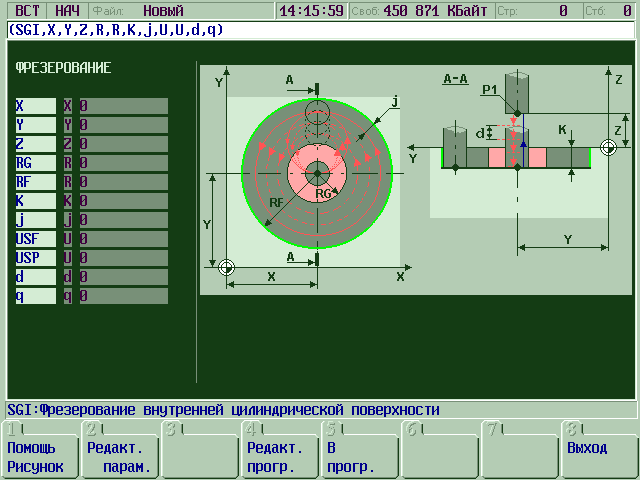 ВСТ НАЧ Файл: Новый 14:15:59 Своб: 450 871 КБайт Стр: 0 Стб: 0
(SGI,X,Y,Z,R,R,K,j,U,U,d,q)
ФРЕЗЕРОВАНИЕ
X X 0
Y Y 0
Z Z 0
RG R 0
RF R 0
K K 0
j j 0
USF U 0
USP U 0
d d 0
q q 0
Y A j
RF RG
Y
A
X X
A-A Z
P1
d K Z
Y
Y
SGI:Фрезерование внутренней цилиндрической поверхности
1 2 3 4 5 6 7 8
Помощь Редакт. Редакт. В Выход
Рисунок парам. прогр. прогр.